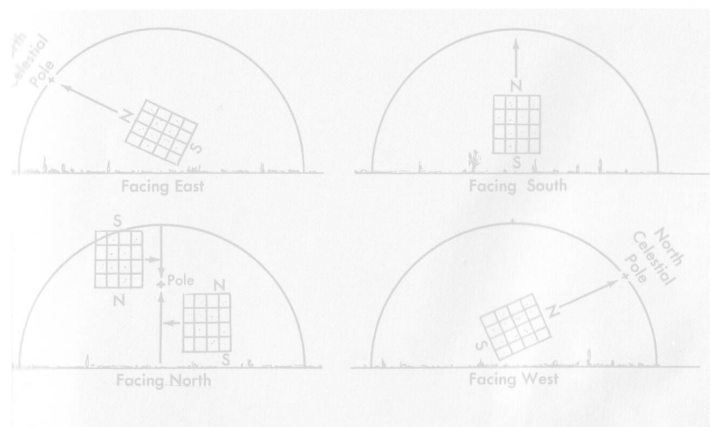 North
Celestial
Pole
N
S
Facing East
N
S
Facing South
S
N
Pole
N
S
Facing North
North
Celestial
Pole
N
S
Facing West